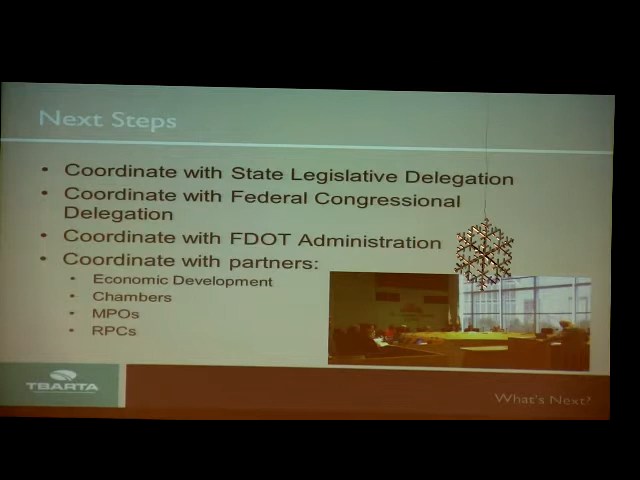 Next Steps
• Coordinate with State Legislative Delegation
• Coordinate with Federal Congressional
Delegation
• Coordinate with FDOT Administration
• Coordinate with partners:
• Economic Development
• Chambers
• MPOs
• RPCs
TBARTA
What's Next?